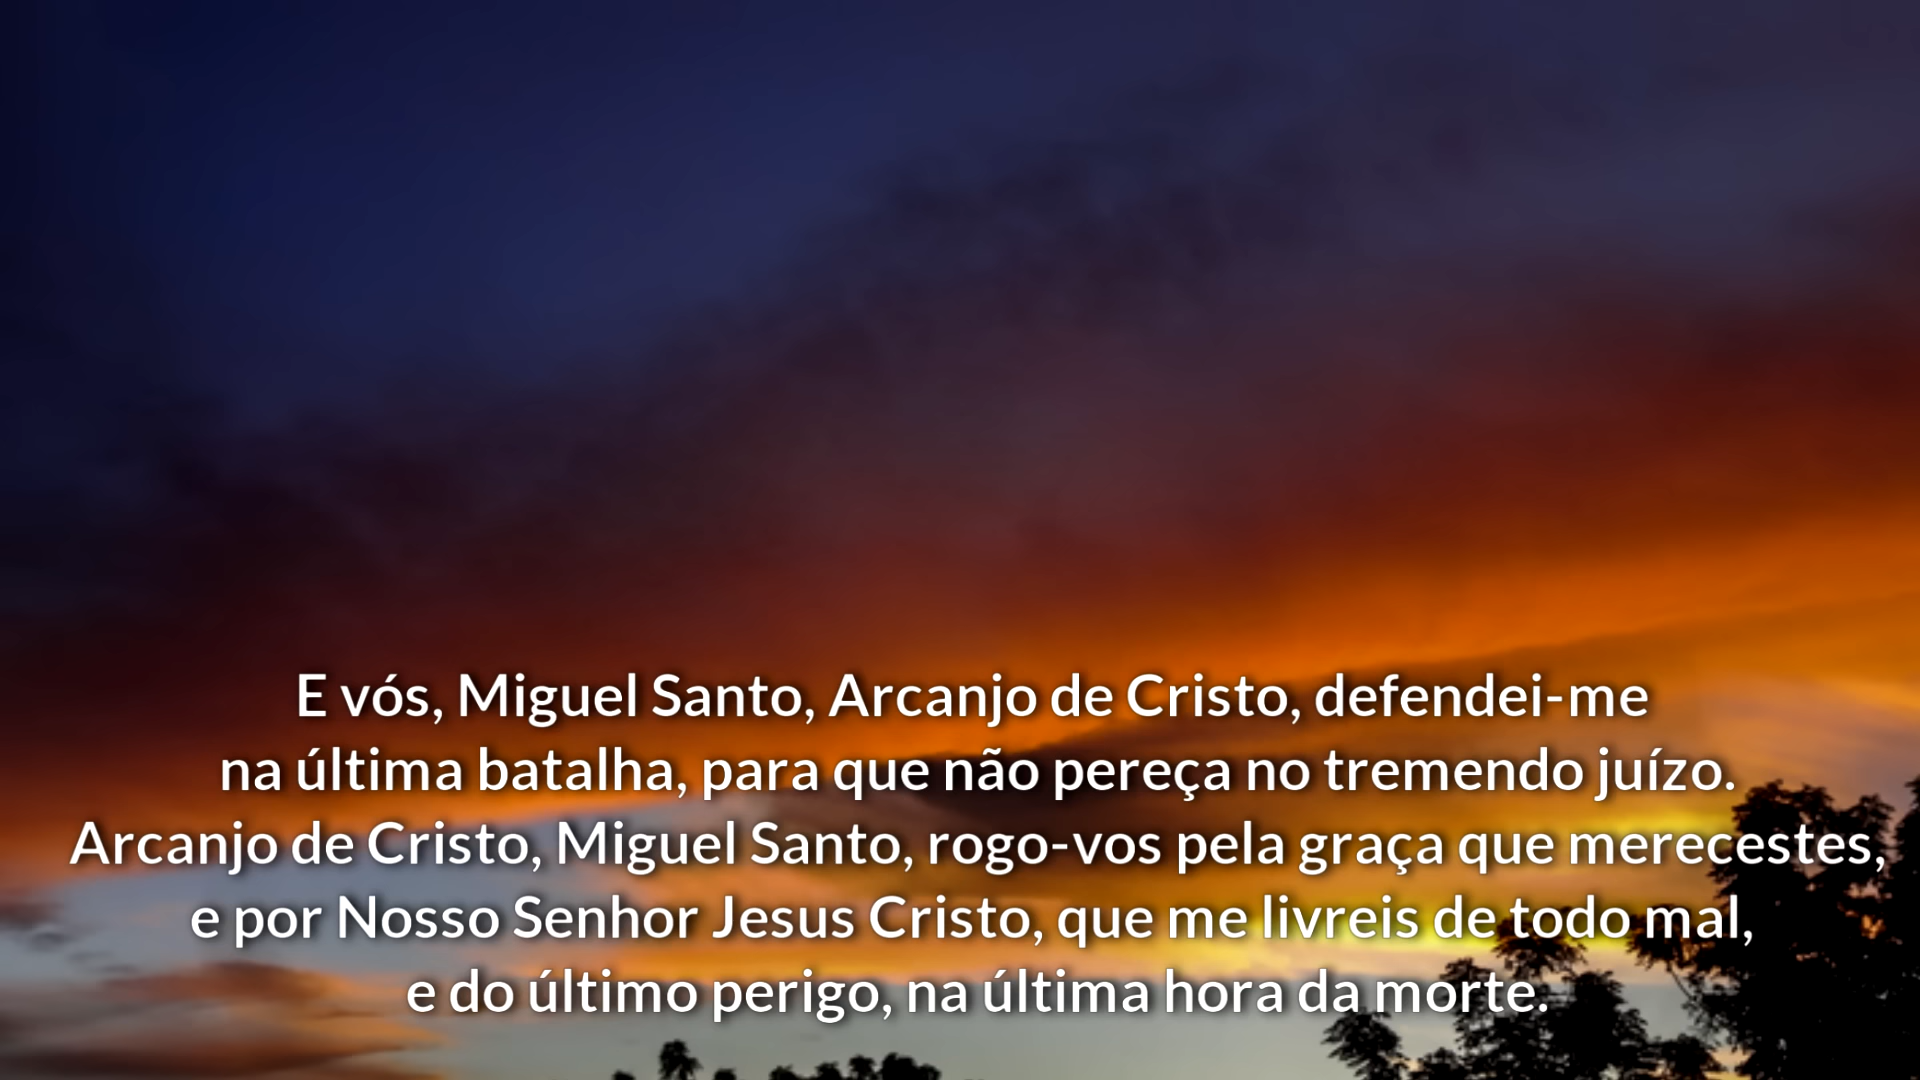 E vós, Miguel Santo, Arcanjo de Cristo, defendei-me
na última batalha, para que não pereça no tremendo juízo.
Arcanjo de Cristo, Miguel Santo, rogo-vos pela graça que merecestes,
e por Nosso Senhor Jesus Cristo, que me livreis de todo mal,
e do último perigo, na última hora da morte.